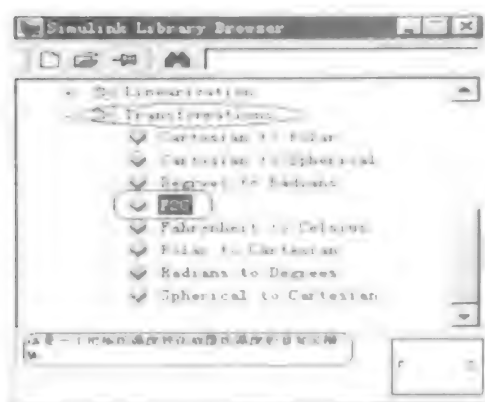 Simulink Library Browser
Linearization
Transformations
Cartesian to Polar
Cartesian to Spherical
Degrees to Radians
F2C
Fahrenheit to Celsius
Polar to Cartesian
Radians to Degrees
Spherical to Cartesian